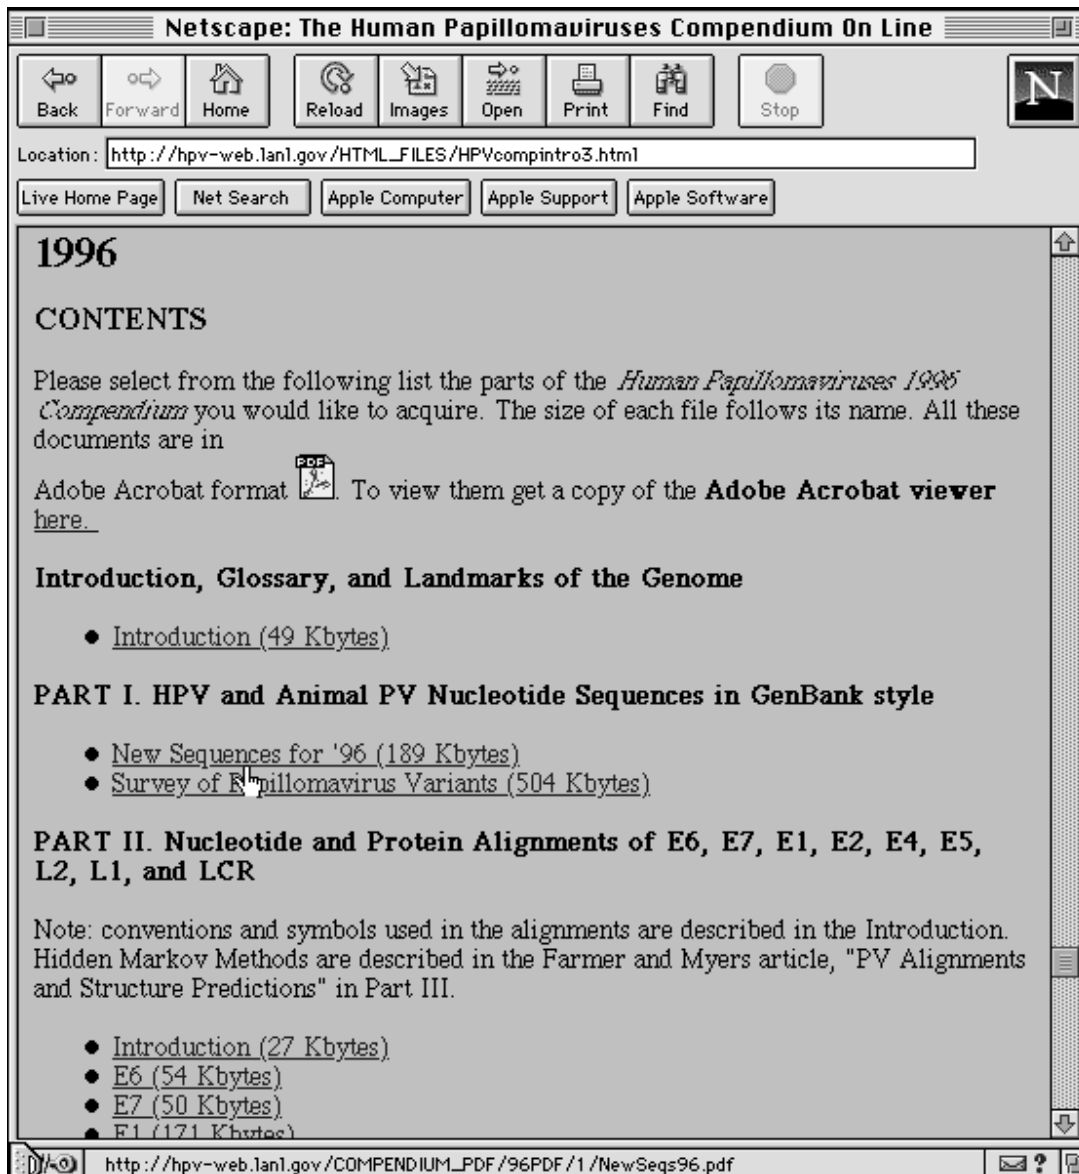 Netscape: The Human Papillomaviruses Compendium On Line
Back Forward Home Reload Images Open Print Find Stop
N
Location: http://hpv-web.lanl.gov/HTML_FILES/HPVcompintro3.html
Live Home Page Net Search Apple Computer Apple Support Apple Software
1996
CONTENTS
Please select from the following list the parts of the Human Papillomaviruses 1996
Compendium you would like to acquire. The size of each file follows its name. All these
documents are in
PDF
Adobe Acrobat format . To view them get a copy of the Adobe Acrobat viewer
here.
Introduction, Glossary, and Landmarks of the Genome
● Introduction (49 Kbytes)
PART I. HPV and Animal PV Nucleotide Sequences in GenBank style
● New Sequences for '96 (189 Kbytes)
● Survey of Papillomavirus Variants (504 Kbytes)
PART II. Nucleotide and Protein Alignments of E6, E7, E1, E2, E4, E5,
L2, L1, and LCR
Note: conventions and symbols used in the alignments are described in the Introduction.
Hidden Markov Methods are described in the Farmer and Myers article, "PV Alignments
and Structure Predictions" in Part III.
● Introduction (27 Kbytes)
● E6 (54 Kbytes)
● E7 (50 Kbytes)
● E1 (171 Kbytes)
http://hpv-web.lanl.gov/COMPENDIUM_PDF/96PDF/1/NewSeqs96.pdf ?